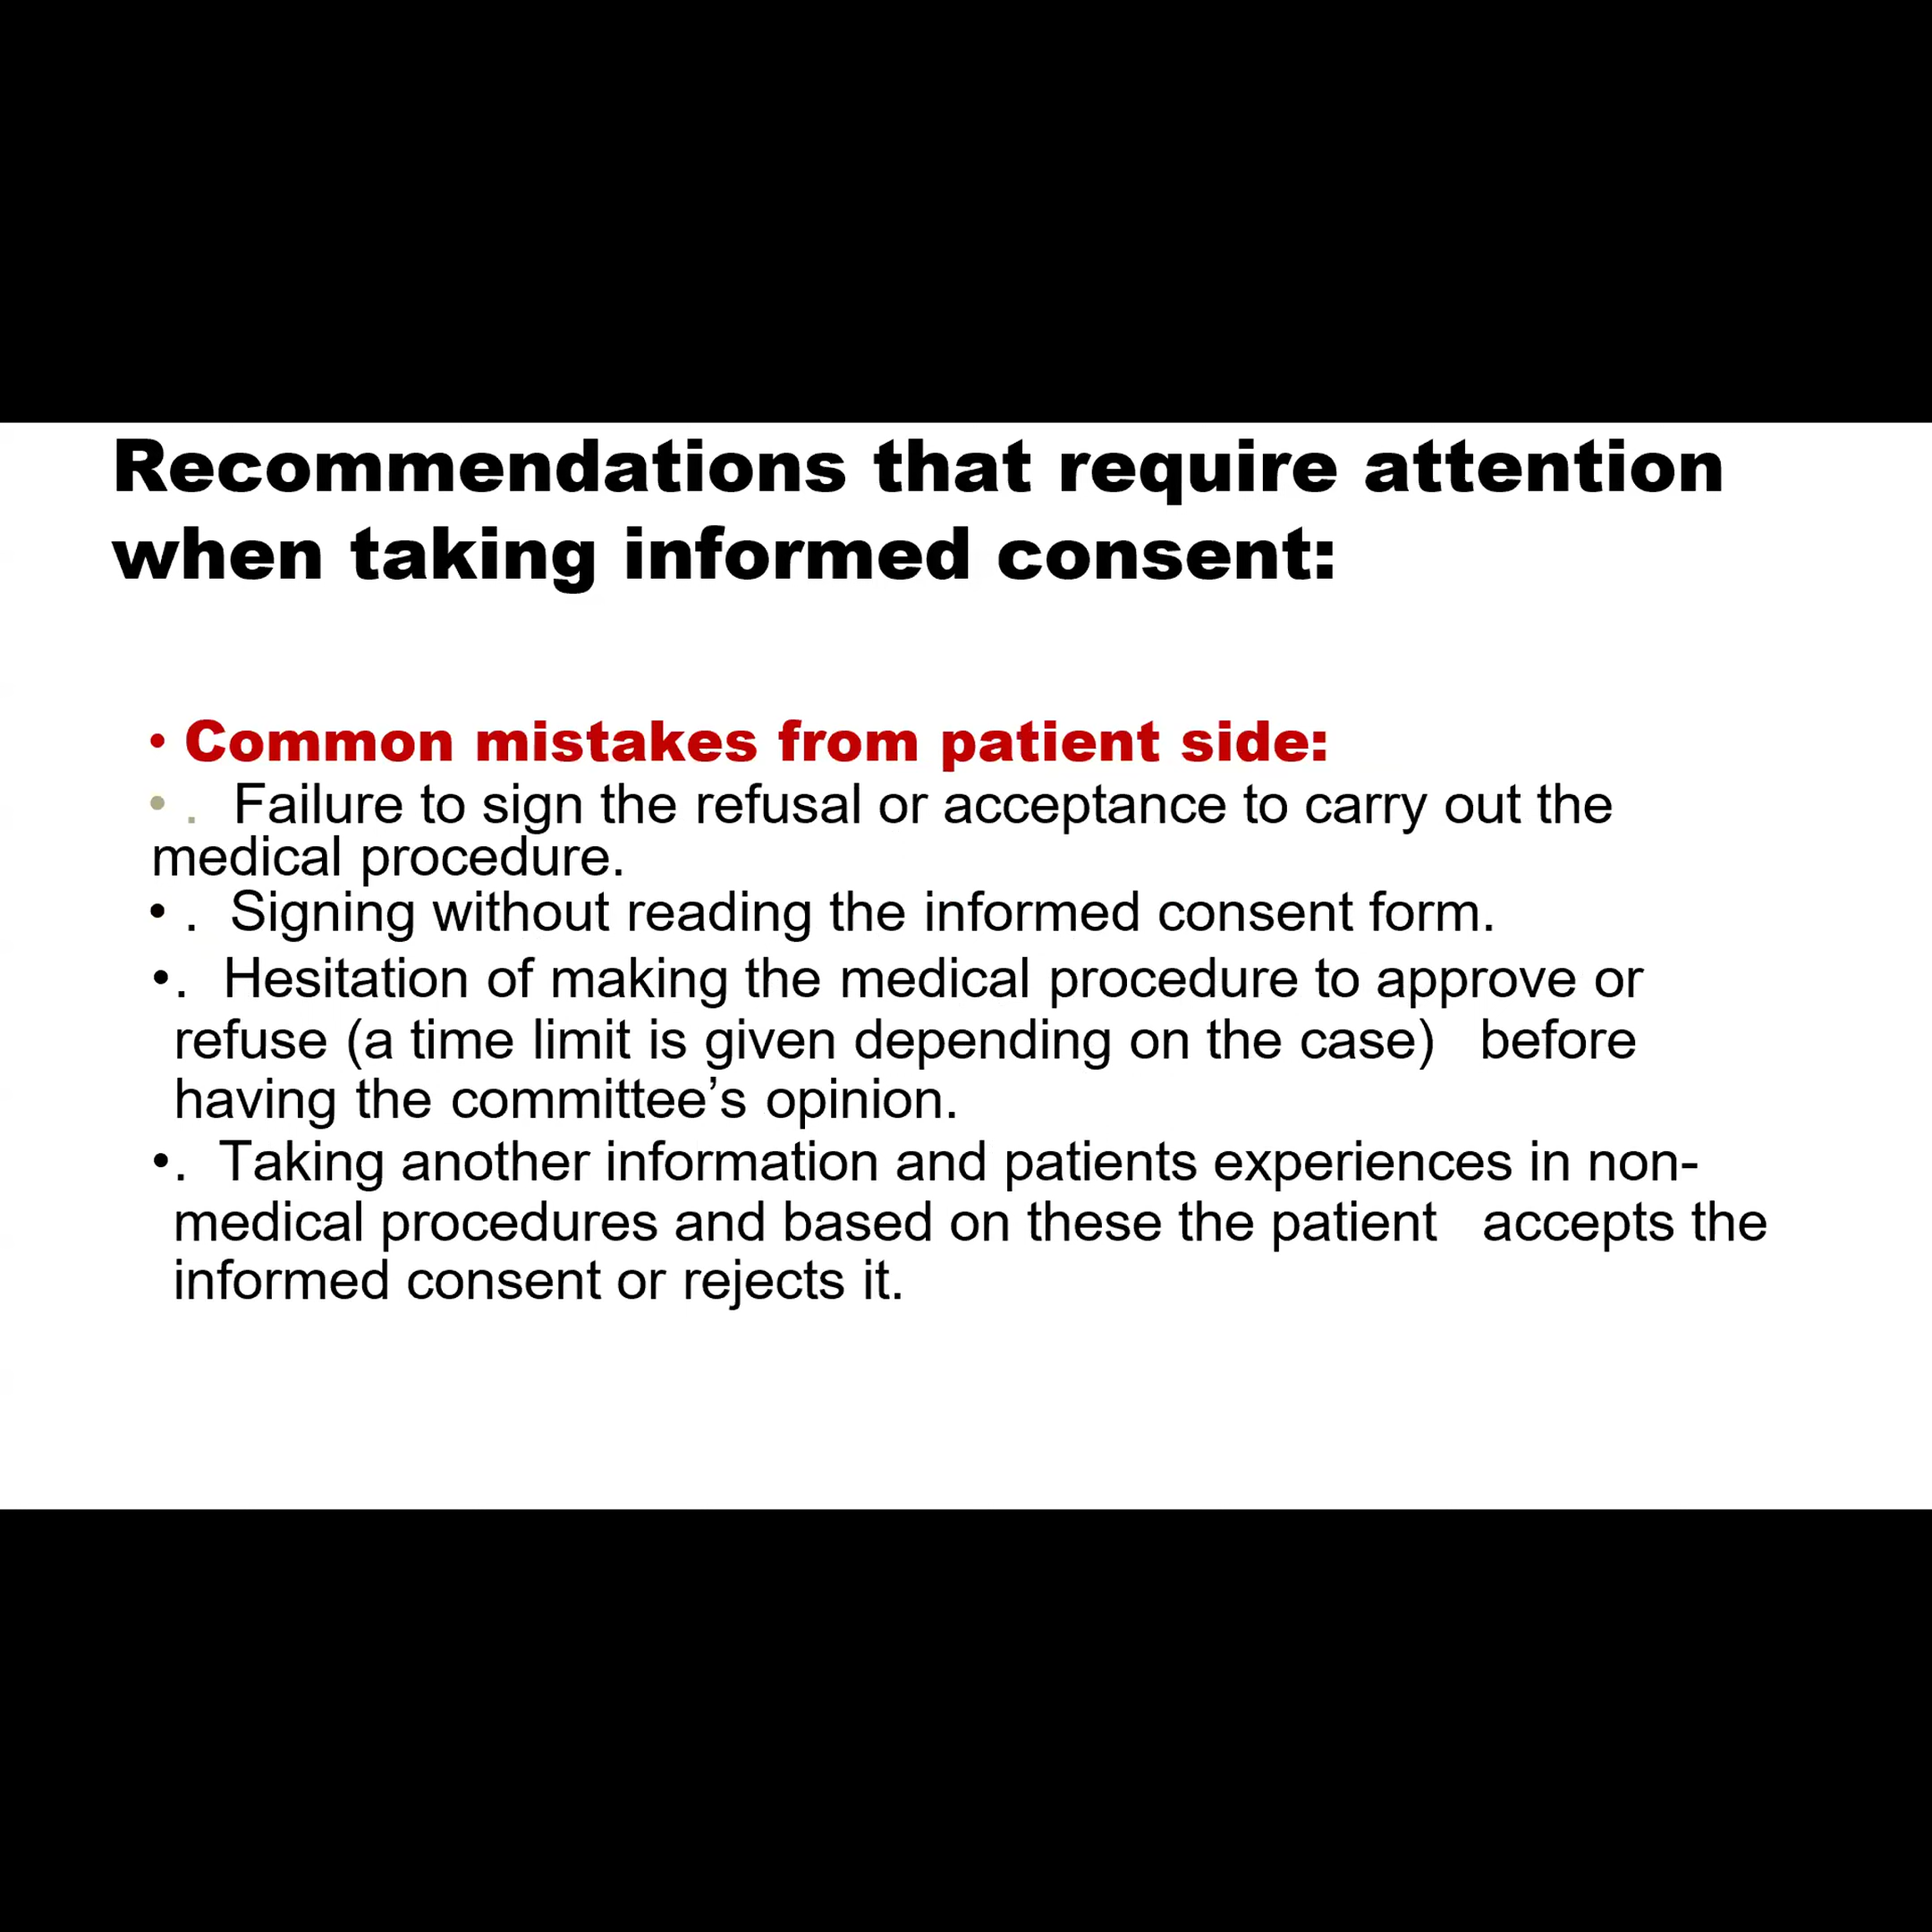 Recommendations that require attention
when taking informed consent:
• Common mistakes from patient side:
• . Failure to sign the refusal or acceptance to carry out the
medical procedure.
• . Signing without reading the informed consent form.
•. Hesitation of making the medical procedure to approve or
refuse (a time limit is given depending on the case) before
having the committee’s opinion.
•. Taking another information and patients experiences in non-
medical procedures and based on these the patient accepts the
informed consent or rejects it.